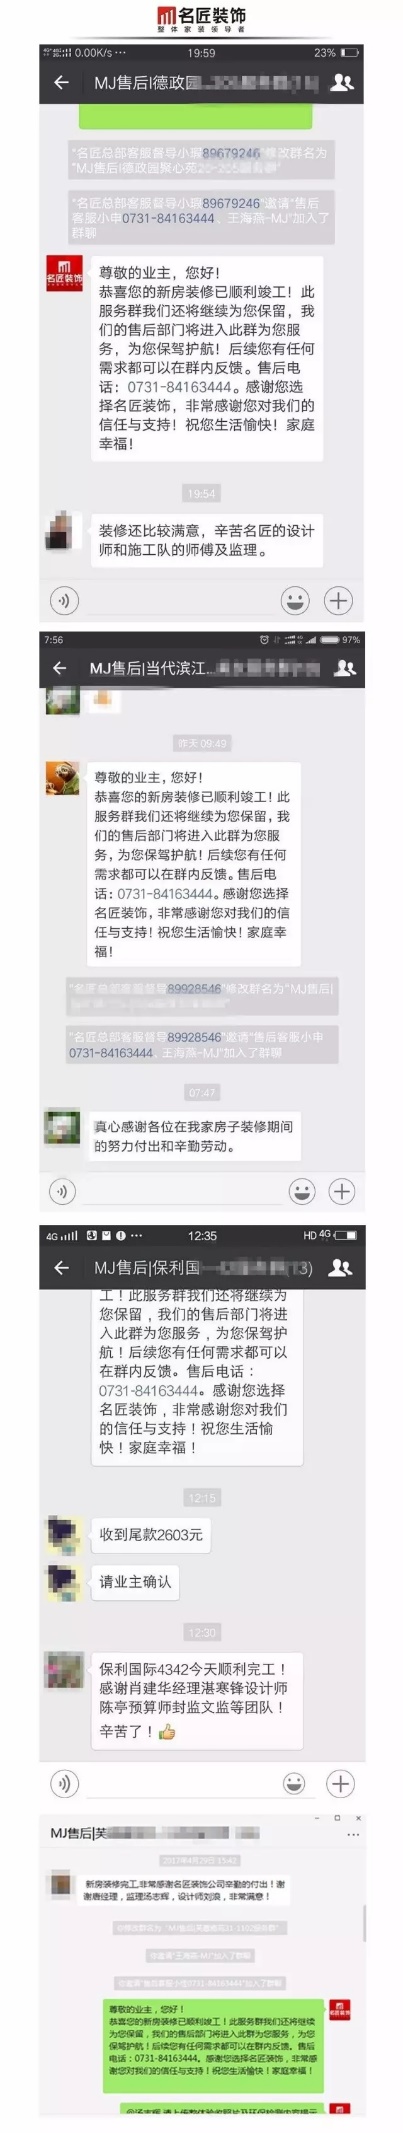 名匠装饰
整体家装领导者
0.00K/s ··· 19:59 23%
MJ售后|德政园
"名匠总部客服督导小琅89679246"修改群名为
"MJ售后|德政园聚心苑
"名匠总部客服督导小琅89679246"邀请"售后
客服小申0731-84163444、王海燕-MJ"加入了
群聊
名匠装饰
尊敬的业主，您好！
恭喜您的新房装修已顺利竣工！此
服务群我们还将继续为您保留，我
们的售后部门将进入此群为您服
务，为您保驾护航！后续您有任何
需求都可以在群内反馈。售后电
话：0731-84163444。感谢您选
择名匠装饰，非常感谢您对我们的
信任与支持！祝您生活愉快！家庭
幸福！
19:54
装修还比较满意，辛苦名匠的设计
师和施工队的师傅及监理。
7:56 97%
MJ售后|当代滨江...
昨天 09:49
尊敬的业主，您好！
恭喜您的新房装修已顺利竣工！此
服务群我们还将继续为您保留，我
们的售后部门将进入此群为您服
务，为您保驾护航！后续您有任何
需求都可以在群内反馈。售后电
话：0731-84163444。感谢您选择
名匠装饰，非常感谢您对我们的信
任与支持！祝您生活愉快！家庭幸
福！
"名匠总部客服督导89928546"修改群名为"MJ售后|
"名匠总部客服督导89928546"邀请"售后客服小申
0731-84163444、王海燕-MJ"加入了群聊
07:47
真心感谢各位在我家房子装修期间
的努力付出和辛勤劳动。
4G ··· 12:35 HD 4G
MJ售后|保利国 3)
工！此服务群我们还将继续为
您保留，我们的售后部门将进
入此群为您服务，为您保驾护
航！后续您有任何需求都可以
在群内反馈。售后电话：
0731-84163444。感谢您选择
名匠装饰，非常感谢您对我们
的信任与支持！祝您生活愉
快！家庭幸福！
12:15
收到尾款2603元
请业主确认
12:30
保利国际4342今天顺利完工！
感谢肖建华经理湛寒锋设计师
陈亭预算师封监文监等团队！
辛苦了！
MJ售后|芙
新房装修完工,非常感谢名匠装饰公司辛勤的付出！谢
谢唐经理，监理汤志辉，设计师刘浪，非常满意！
你邀请"王海燕-MJ"加入了群聊
你邀请"售后客服小申0731-84163444"加入了群聊
尊敬的业主，您好！
恭喜您的新房装修已顺利竣工！此服务群我们还将继续
为您保留，我们的售后部门将进入此群为您服务，为您
保驾护航！后续您有任何需求都可以在群内反馈。售后
电话：0731-84163444。感谢您选择名匠装饰，非常感
谢您对我们的信任与支持！祝您生活愉快！家庭幸福！